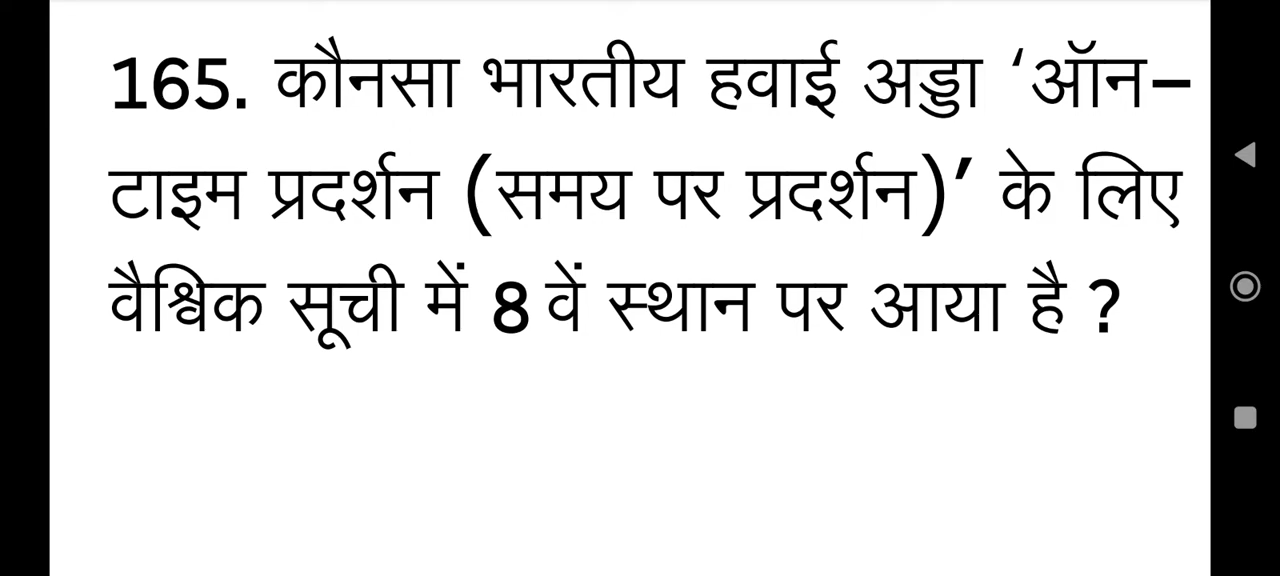 165. कौनसा भारतीय हवाई अड्डा ‘ऑन–
टाइम प्रदर्शन (समय पर प्रदर्शन)’ के लिए
वैश्विक सूची में 8 वें स्थान पर आया है ?